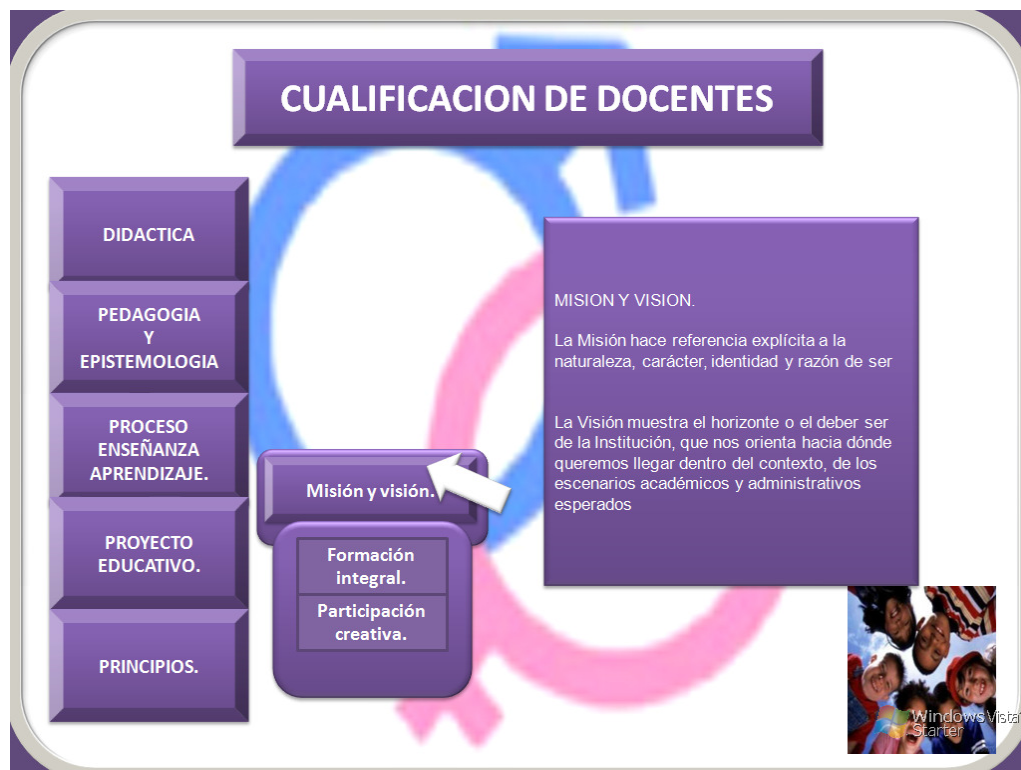 CUALIFICACION DE DOCENTES
DIDACTICA
PEDAGOGIA
Y
EPISTEMOLOGIA
PROCESO
ENSEÑANZA
APRENDIZAJE.
PROYECTO
EDUCATIVO.
PRINCIPIOS.
Misión y visión.
Formación
integral.
Participación
creativa.
MISION Y VISION.
La Misión hace referencia explícita a la
naturaleza, carácter, identidad y razón de ser
La Visión muestra el horizonte o el deber ser
de la Institución, que nos orienta hacia dónde
queremos llegar dentro del contexto, de los
escenarios académicos y administrativos
esperados
Windows Vista
Starter